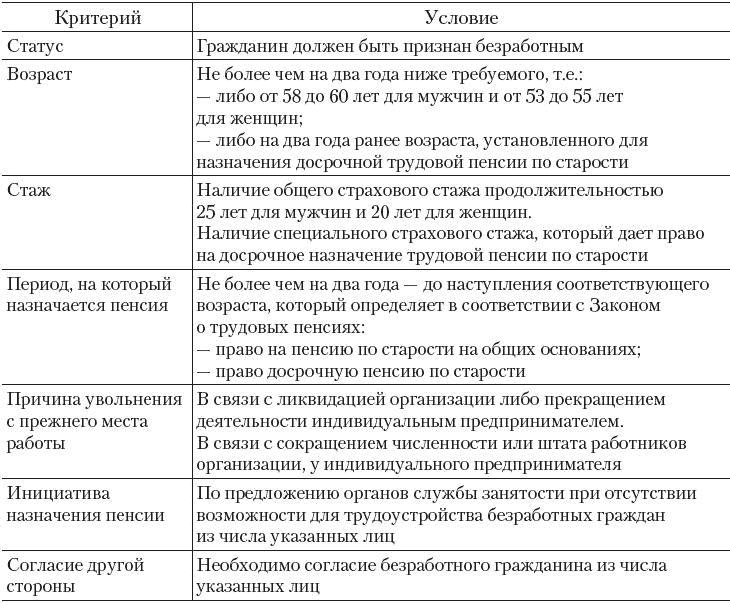 Критерий Условие
Статус Гражданин должен быть признан безработным
Возраст Не более чем на два года ниже требуемого, т.е.:
— либо от 58 до 60 лет для мужчин и от 53 до 55 лет
для женщин;
— либо на два года ранее возраста, установленного для
назначения досрочной трудовой пенсии по старости
Стаж Наличие общего страхового стажа продолжительностью
25 лет для мужчин и 20 лет для женщин.
Наличие специального страхового стажа, который дает право
на досрочное назначение трудовой пенсии по старости
Период, на который Не более чем на два года — до наступления соответствующего
назначается пенсия возраста, который определяет в соответствии с Законом
о трудовых пенсиях:
— право на пенсию по старости на общих основаниях;
— право досрочную пенсию по старости
Причина увольнения В связи с ликвидацией организации либо прекращением
с прежнего места деятельности индивидуальным предпринимателем.
работы В связи с сокращением численности или штата работников
организации, у индивидуального предпринимателя
Инициатива По предложению органов службы занятости при отсутствии
назначения пенсии возможности для трудоустройства безработных граждан
из числа указанных лиц
Согласие другой Необходимо согласие безработного гражданина из числа
стороны указанных лиц